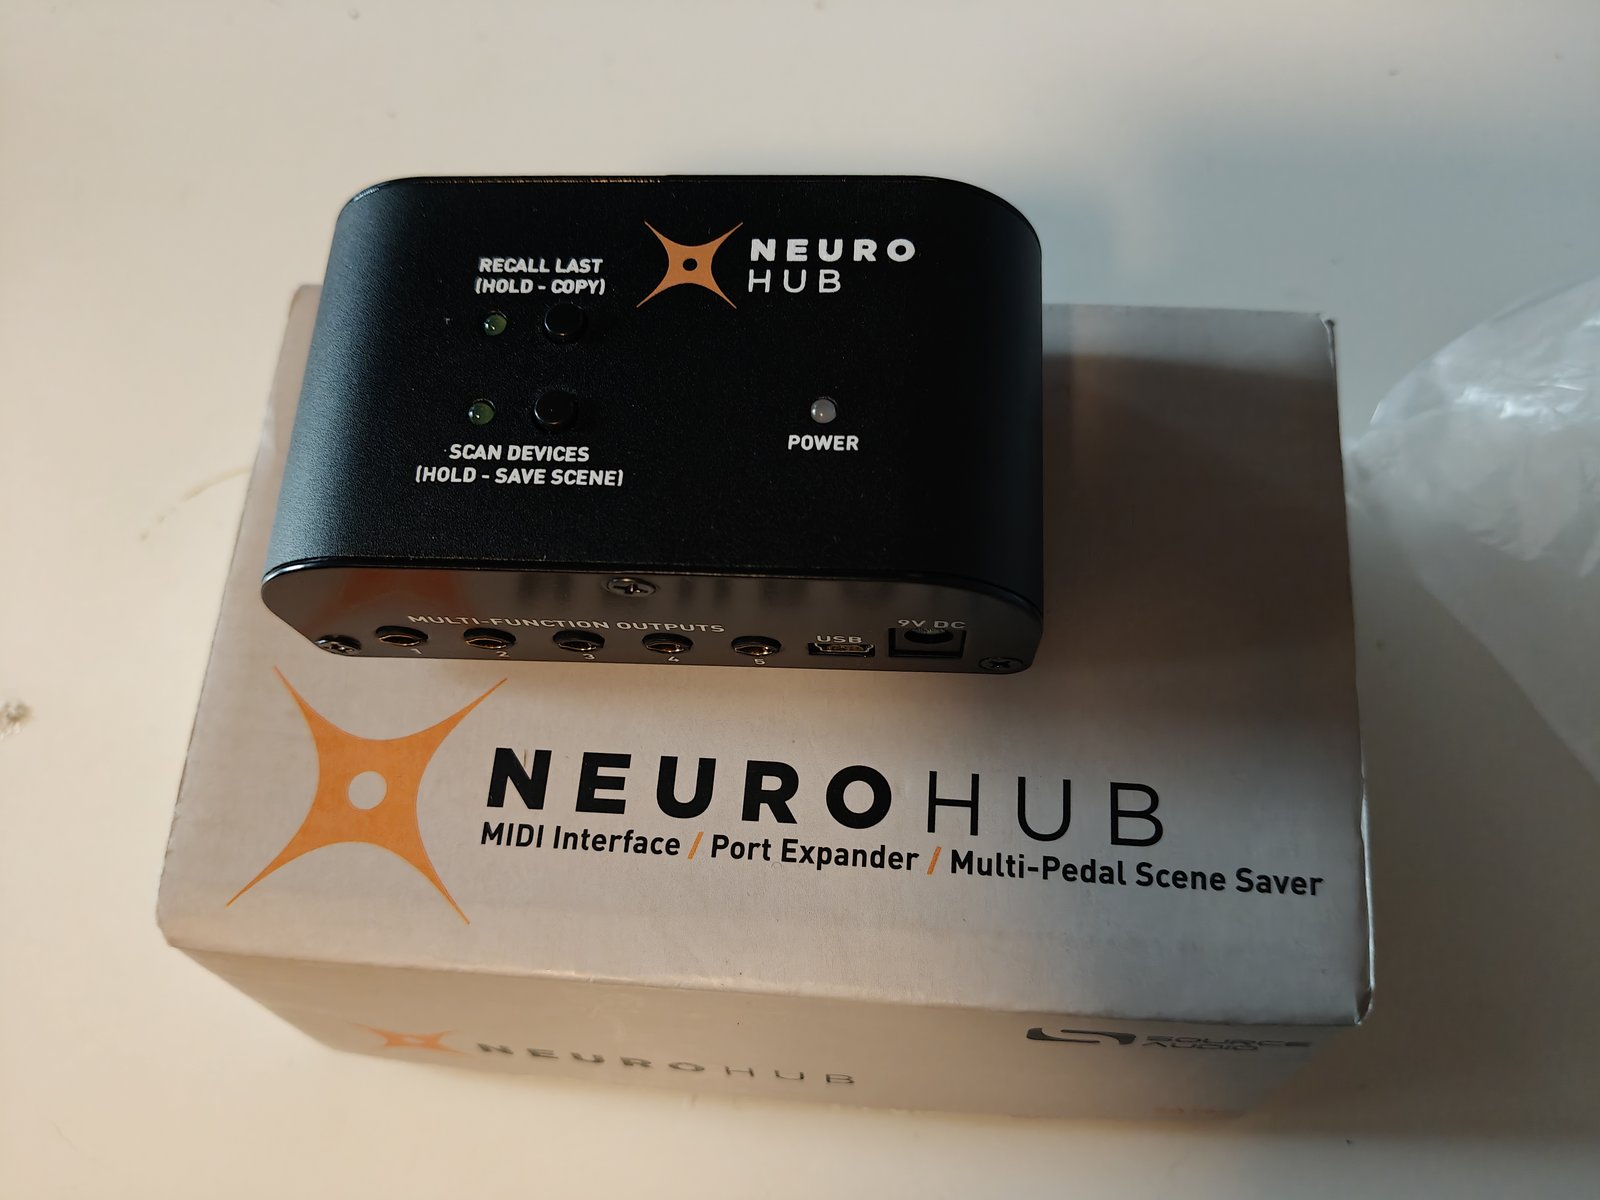 NEURO
HUB
RECALL LAST
(HOLD - COPY)
SCAN DEVICES
(HOLD - SAVE SCENE)
POWER
MULTI-FUNCTION OUTPUTS
1 2 3 4 5
USB
9V DC
NEUROHUB
MIDI Interface / Port Expander / Multi-Pedal Scene Saver
NEUROHUB
SOURCE
AUDIO